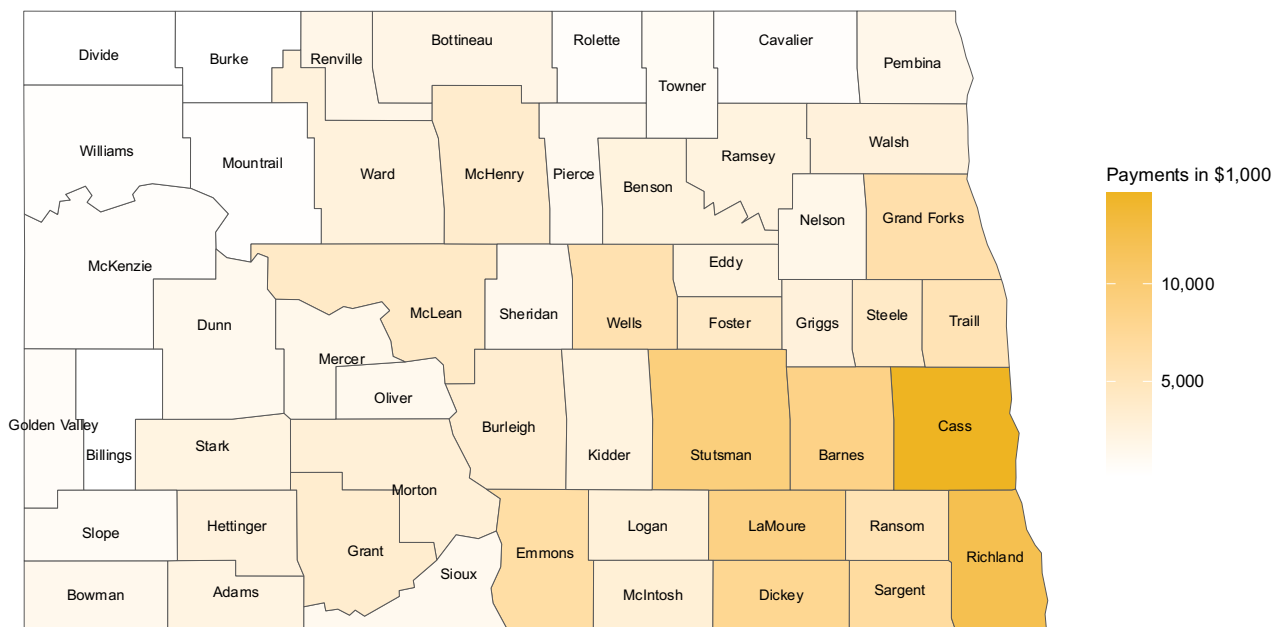 Divide
Burke
Renville
Bottineau
Rolette
Towner
Cavalier
Pembina
Williams
Mountrail
Ward
McHenry
Pierce
Benson
Ramsey
Walsh
Nelson
Grand Forks
McKenzie
Dunn
Mercer
McLean
Sheridan
Wells
Eddy
Foster
Griggs
Steele
Traill
Oliver
Golden Valley
Billings
Stark
Burleigh
Kidder
Stutsman
Barnes
Cass
Morton
Slope
Hettinger
Grant
Emmons
Logan
LaMoure
Ransom
Richland
Bowman
Adams
Sioux
McIntosh
Dickey
Sargent
Payments in $1,000
10,000
5,000